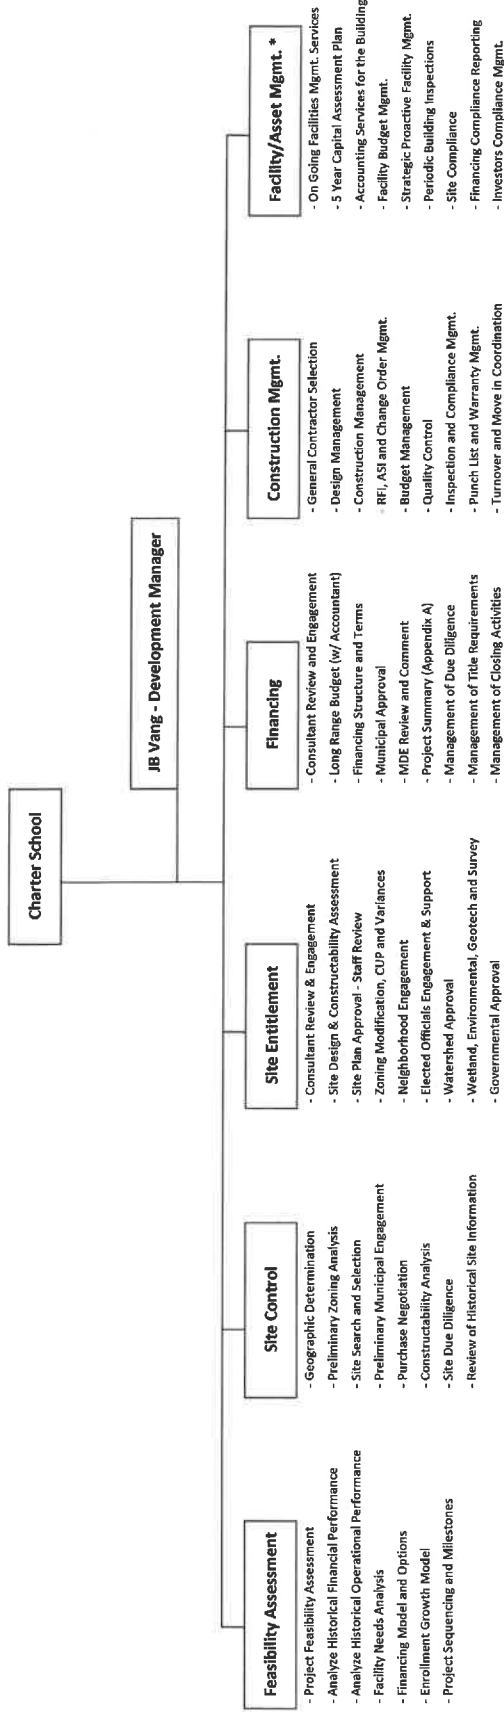 Charter School
JB Vang - Development Manager
Feasibility Assessment
- Project Feasibility Assessment
- Analyze Historical Financial Performance
- Analyze Historical Operational Performance
- Facility Needs Analysis
- Financing Model and Options
- Enrollment Growth Model
- Project Sequencing and Milestones
Site Control
- Geographic Determination
- Preliminary Zoning Analysis
- Site Search and Selection
- Preliminary Municipal Engagement
- Purchase Negotiation
- Constructability Analysis
- Site Due Diligence
- Review of Historical Site Information
Site Entitlement
- Consultant Review & Engagement
- Site Design & Constructability Assessment
- Site Plan Approval - Staff Review
- Zoning Modification, CUP and Variances
- Neighborhood Engagement
- Elected Officials Engagement & Support
- Watershed Approval
- Wetland, Environmental, Geotech and Survey
- Governmental Approval
Financing
- Consultant Review and Engagement
- Long Range Budget (w/ Accountant)
- Financing Structure and Terms
- Municipal Approval
- MDE Review and Comment
- Project Summary (Appendix A)
- Management of Due Diligence
- Management of Title Requirements
- Management of Closing Activities
Construction Mgmt.
- General Contractor Selection
- Design Management
- Construction Management
- RFI, ASI and Change Order Mgmt.
- Budget Management
- Quality Control
- Inspection and Compliance Mgmt.
- Punch List and Warranty Mgmt.
- Turnover and Move in Coordination
Facility/Asset Mgmt. *
- On Going Facilities Mgmt. Services
- 5 Year Capital Assessment Plan
- Accounting Services for the Building
- Facility Budget Mgmt.
- Strategic Proactive Facility Mgmt.
- Periodic Building Inspections
- Site Compliance
- Financing Compliance Reporting
- Investors Compliance Mgmt.